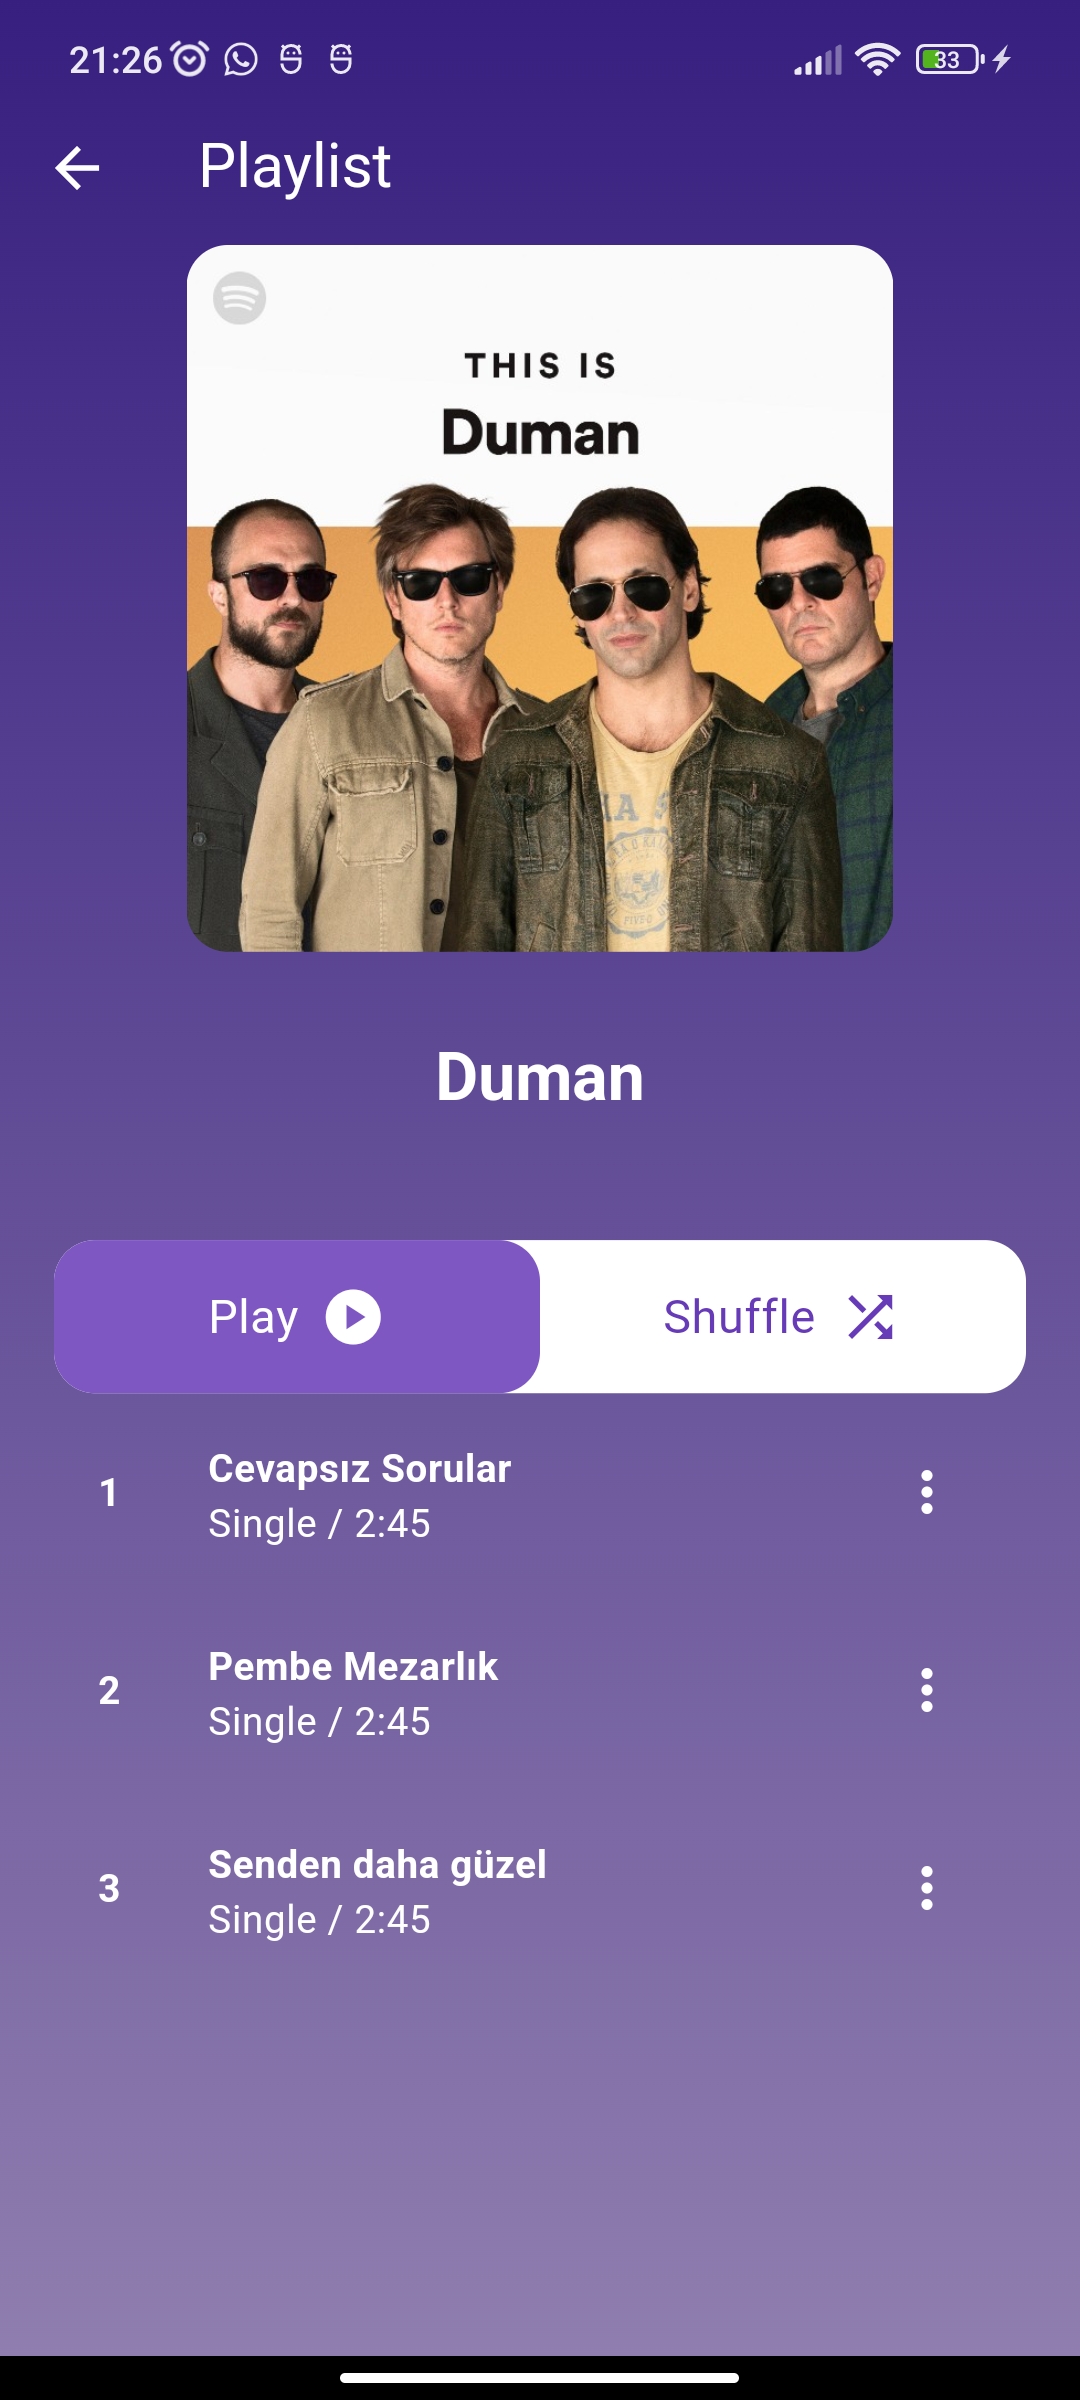 21:26
33
Playlist
THIS IS
Duman
Duman
Play
Shuffle
1
Cevapsız Sorular
Single / 2:45
2
Pembe Mezarlık
Single / 2:45
3
Senden daha güzel
Single / 2:45